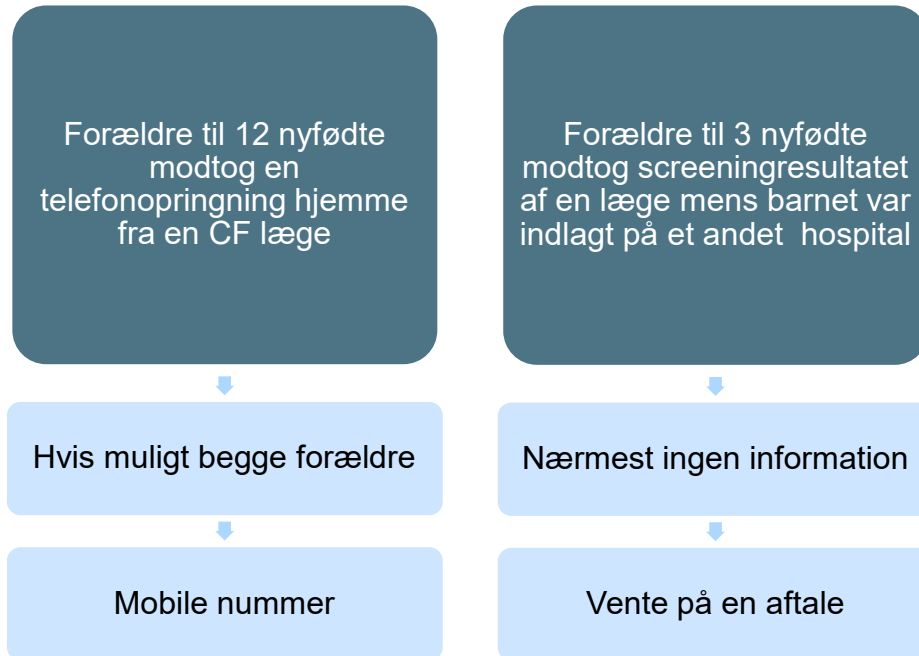 Forældre til 12 nyfødte
modtog en
telefonopringning hjemme
fra en CF læge
Hvis muligt begge forældre
Mobile nummer
Forældre til 3 nyfødte
modtog screeningresultatet
af en læge mens barnet var
indlagt på et andet  hospital
Nærmest ingen information
Vente på en aftale